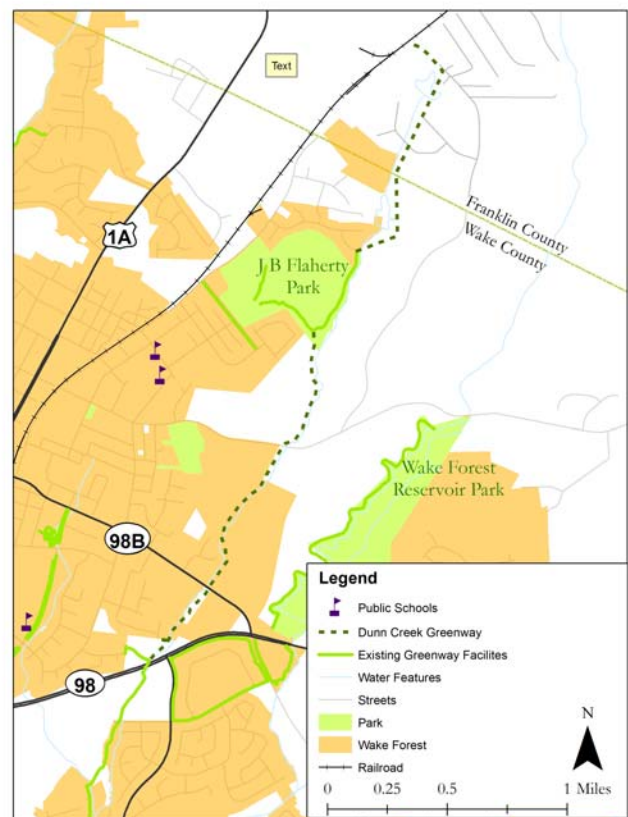 Text
1A
Franklin County
Wake County
J B Flaherty
Park
Wake Forest
Reservoir Park
98B
98
Legend
Public Schools
Dunn Creek Greenway
Existing Greenway Facilites
Water Features
Streets
Park
Wake Forest
Railroad
N
0 0.25 0.5 1 Miles